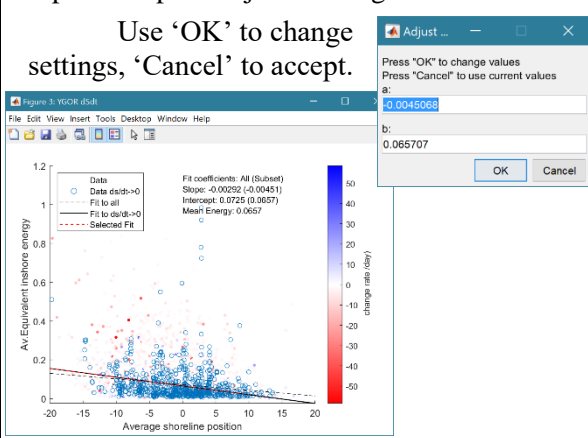 Use ‘OK’ to change
settings, ‘Cancel’ to accept.
Adjust ...
Press "OK" to change values
Press "Cancel" to use current values
a:
-0.0045068
b:
0.065707
OK Cancel
Figure 3: YGOR dSdt
File Edit View Insert Tools Desktop Window Help
Data
Data ds/dt->0
Fit to all
Fit to ds/dt->0
Selected Fit
Fit coefficients: All (Subset)
Slope: -0.00292 (-0.00451)
Intercept: 0.0725 (0.0657)
Mean Energy: 0.0657
1.2
1
0.8
0.6
0.4
0.2
0
Av.Equivalent inshore energy
-20 -15 -10 -5 0 5 10 15 20
Average shoreline position
50
40
30
20
10
0
-10
-20
-30
-40
-50
change rate /day)